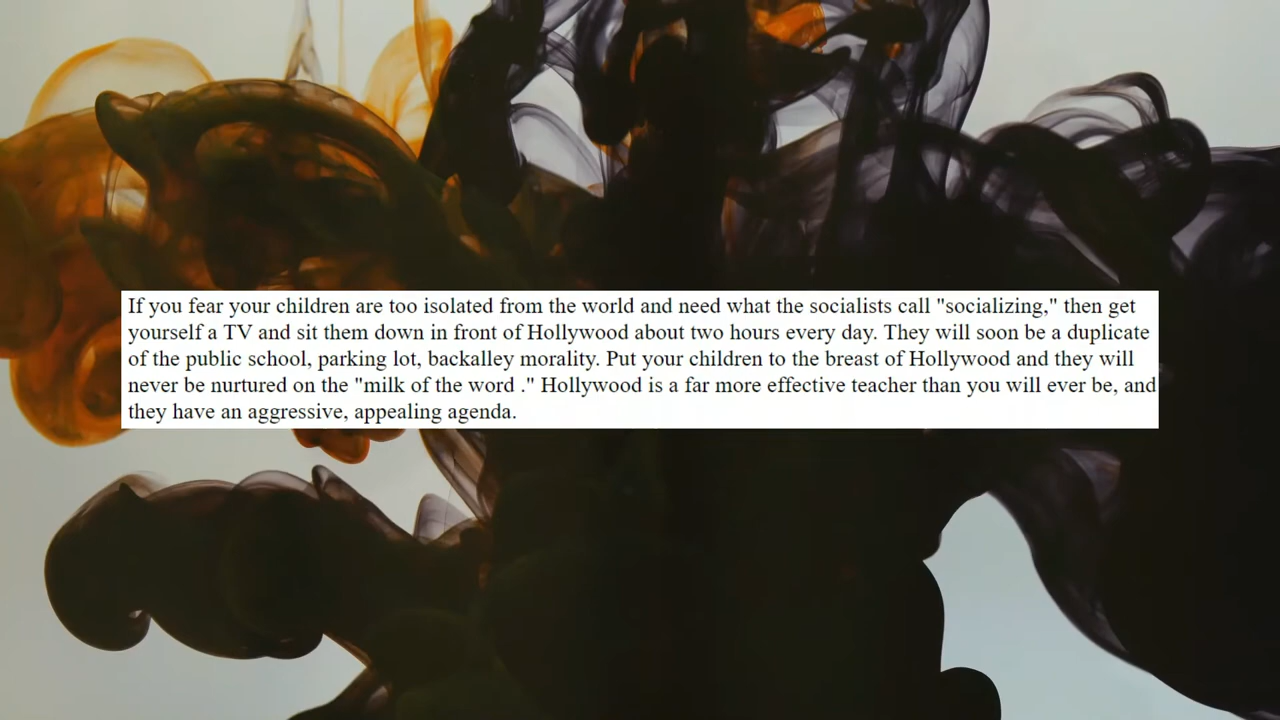 If you fear your children are too isolated from the world and need what the socialists call "socializing," then get
yourself a TV and sit them down in front of Hollywood about two hours every day. They will soon be a duplicate
of the public school, parking lot, backalley morality. Put your children to the breast of Hollywood and they will
never be nurtured on the "milk of the word ." Hollywood is a far more effective teacher than you will ever be, and
they have an aggressive, appealing agenda.